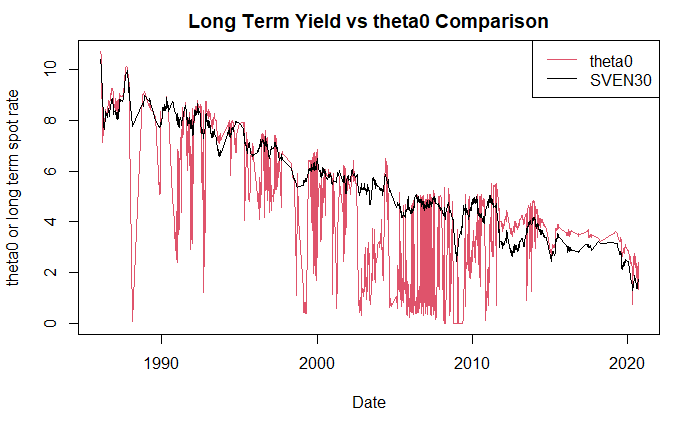 Long Term Yield vs theta0 Comparison
theta0
SVEN30
theta0 or long term spot rate
10
8
6
4
2
0
1990
2000
2010
2020
Date